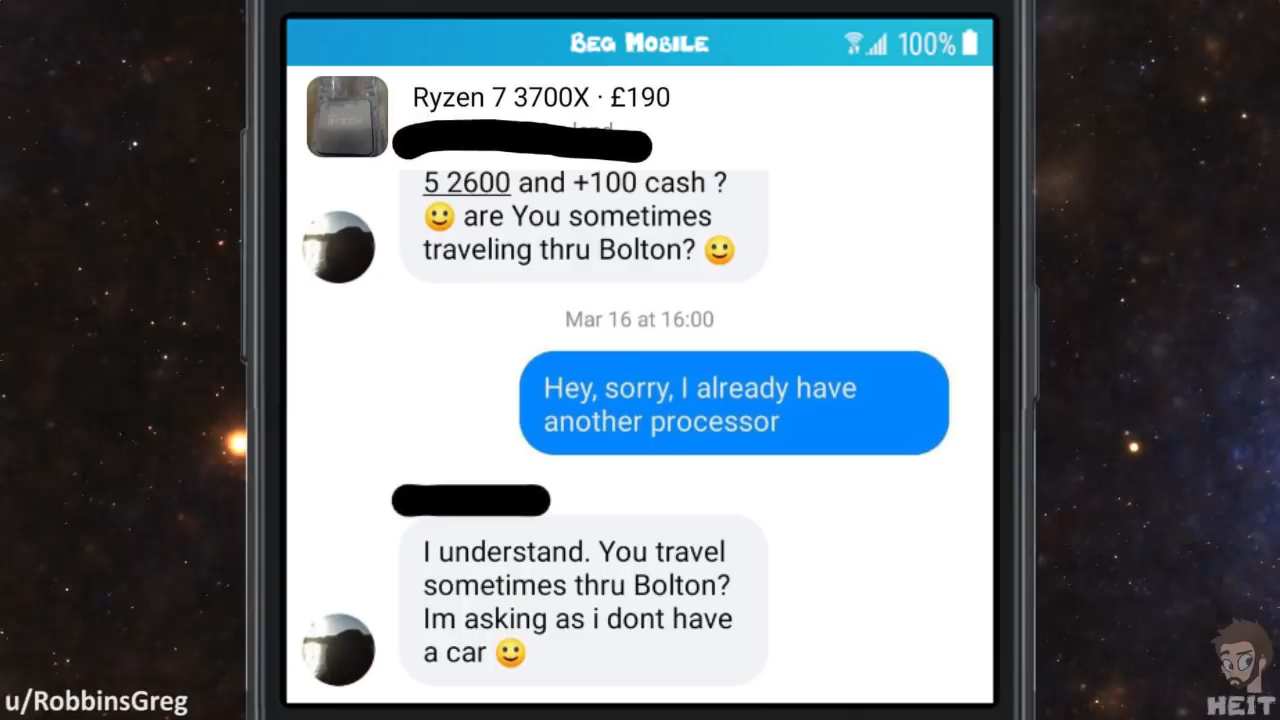 Beg Mobile
100%
Ryzen 7 3700X · £190
5 2600 and +100 cash ?
🙂 are You sometimes
traveling thru Bolton? 🙂
Mar 16 at 16:00
Hey, sorry, I already have
another processor
I understand. You travel
sometimes thru Bolton?
Im asking as i dont have
a car 🙂
u/RobbinsGreg
HEIT